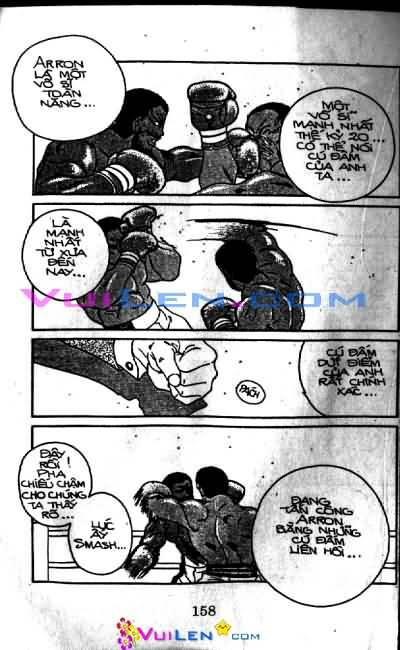 ARRON
LÀ MỘT
VÕ SĨ
TOÀN
NĂNG...
MỘT
VÕ SĨ
MẠNH NHẤT
THẾ KỶ 20...
CÓ THỂ NÓI
CÚ ĐẤM
CỦA ANH
TA...
LÀ
MẠNH
NHẤT
TỪ XƯA
ĐẾN
NAY...
VUILEN.COM
CÚ ĐẤM
DỨT ĐIỂM
CỦA ANH
RẤT CHÍNH
XÁC...
ĐÂY
RỒI!
PHA
CHIẾU CHẬM
CHO CHÚNG
TA THẤY
RÕ...
LÚC
ẤY
SMASH...
ĐANG
TẤN CÔNG
ARRON
BẰNG NHỮNG
CÚ ĐẤM
LIÊN HỒI...
158
VUILEN.COM